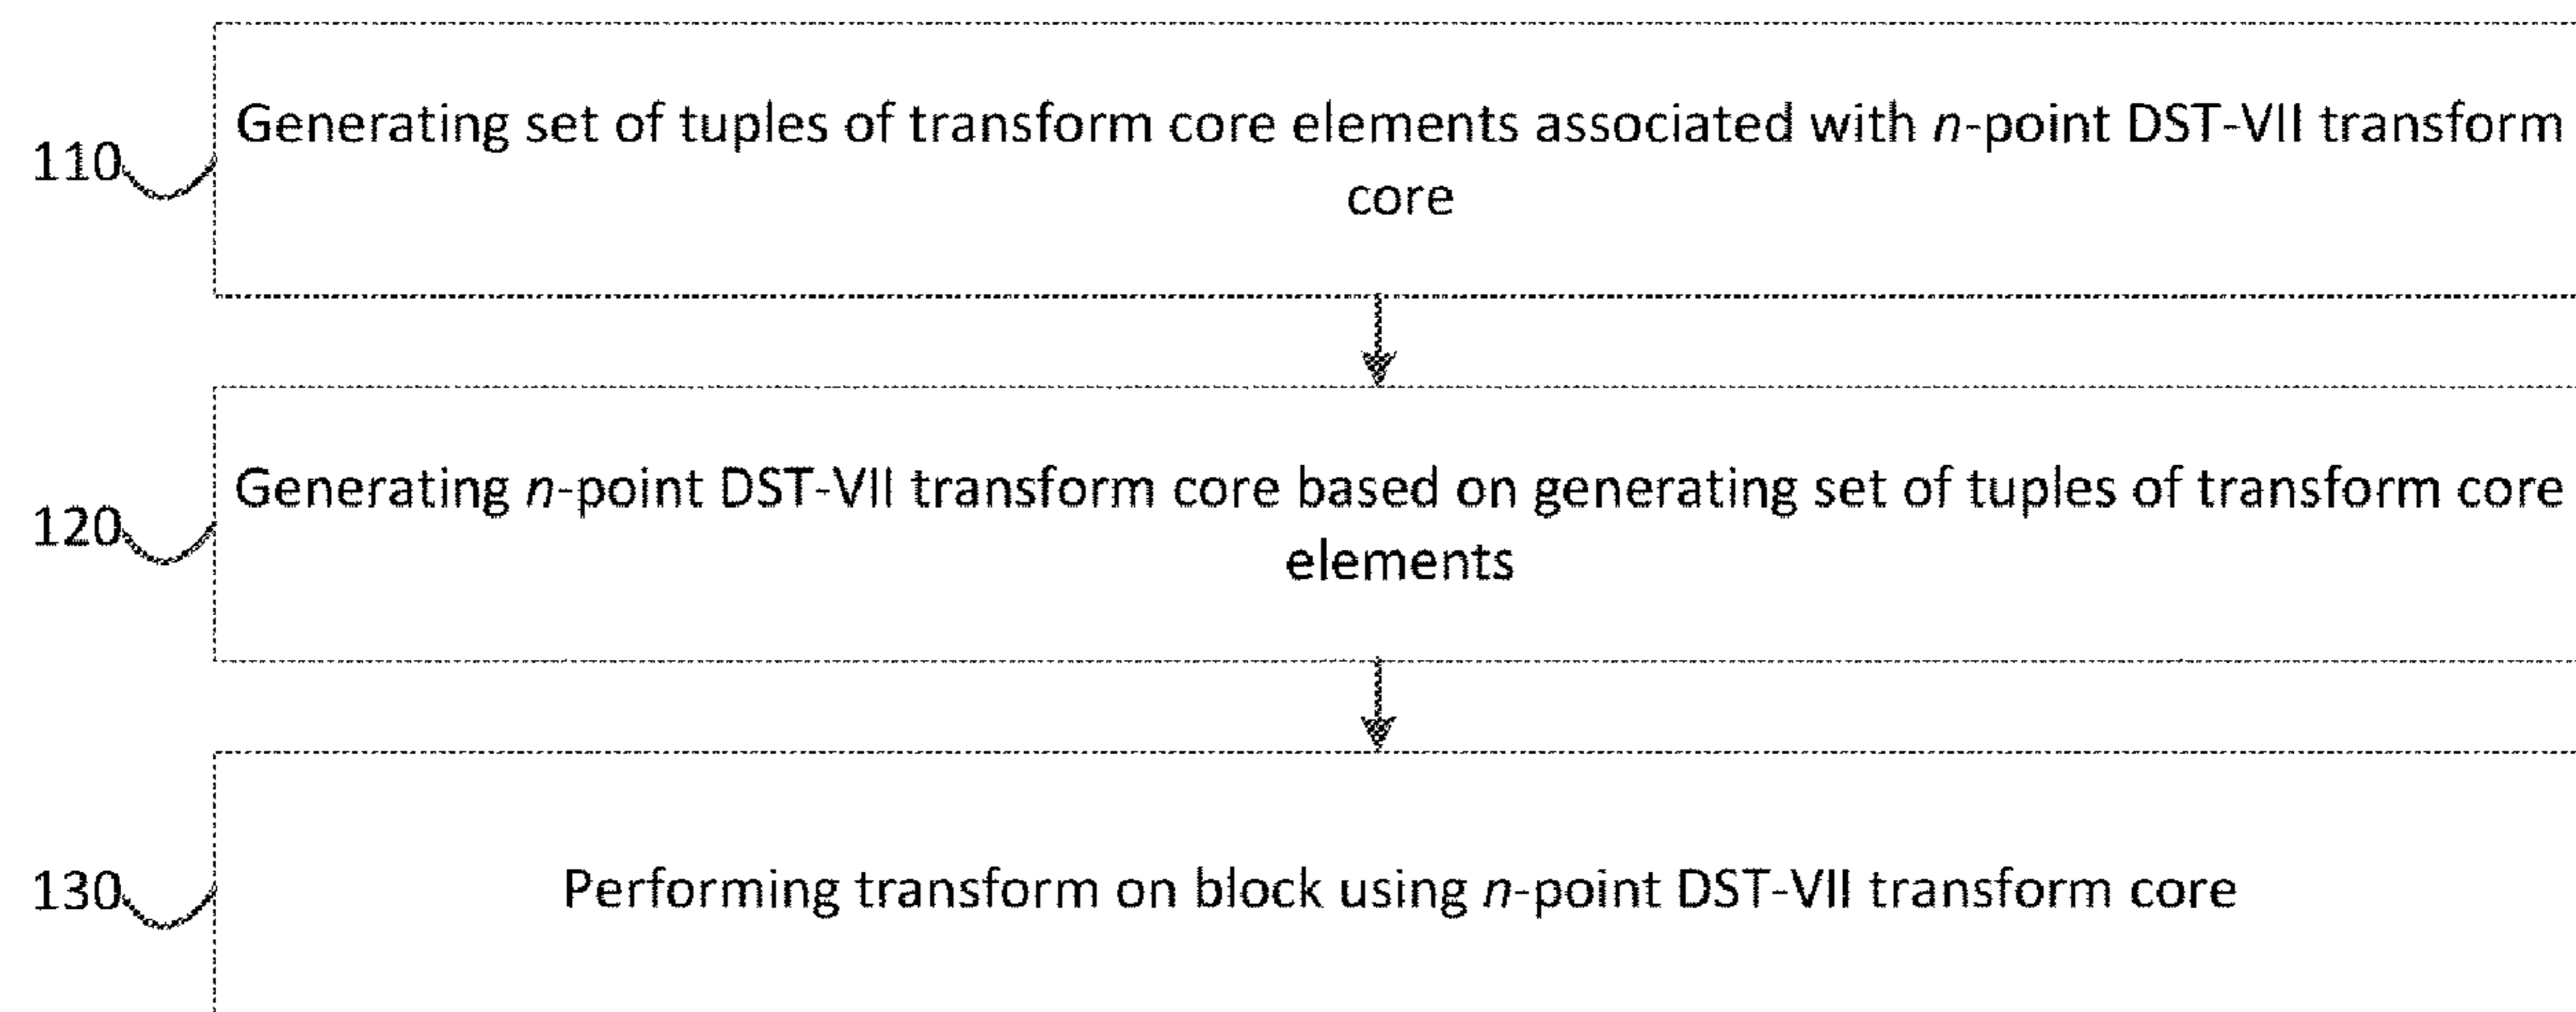 Generating set of tuples of transform core elements associated with n-point DST-VII transform
110
core
Generating n-point DST-VII transform core based on generating set of tuples of transform core
120
elements
130
Performing transform on block using n-point DST-VII transform core